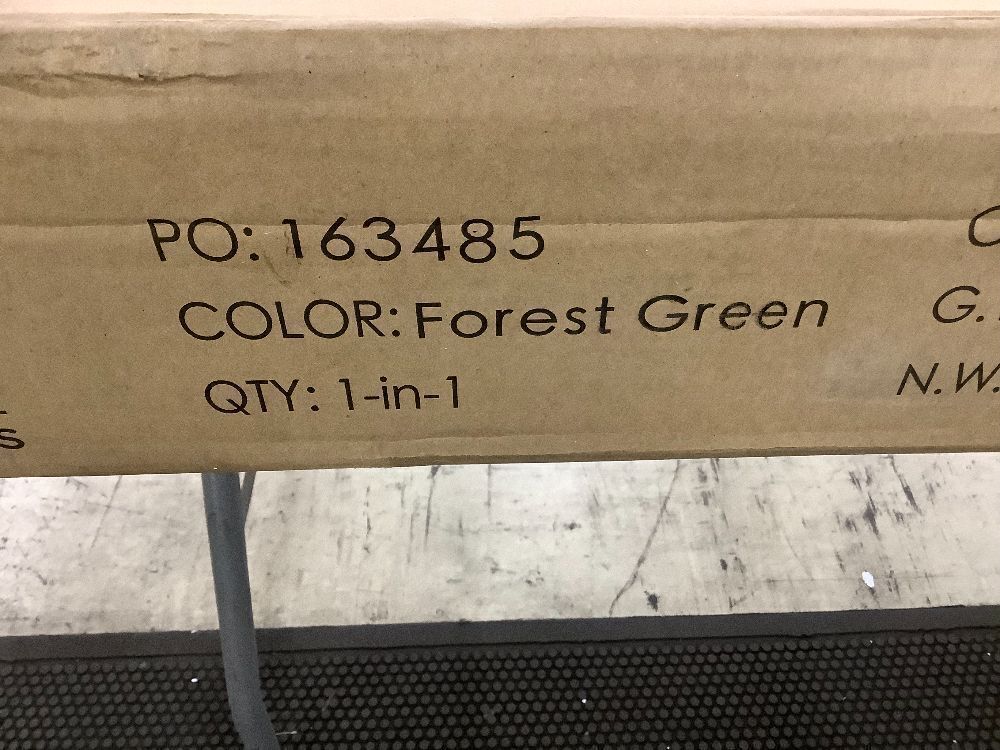 PO: 163485
COLOR: Forest Green
G.
QTY: 1-in-1
N.W.
S